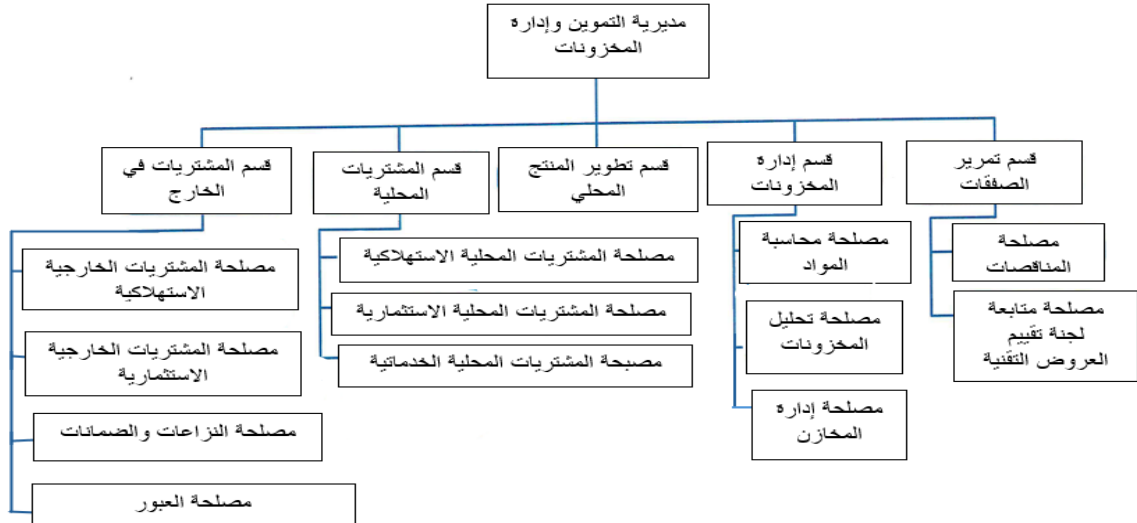 مديرية التموين وإدارة
المخزونات
قسم تمرير
الصفقات
قسم إدارة
المخزونات
قسم تطوير المنتج
المحلي
قسم المشتريات
المحلية
قسم المشتريات في
الخارج
مصلحة
المناقصات
مصلحة متابعة
لجنة تقييم
العروض التقنية
مصلحة محاسبة
المواد
مصلحة تحليل
المخزونات
مصلحة إدارة
المخازن
مصلحة المشتريات المحلية الاستهلاكية
مصلحة المشتريات المحلية الاستثمارية
مصبحة المشتريات المحلية الخدماتية
مصلحة المشتريات الخارجية
الاستهلاكية
مصلحة المشتريات الخارجية
الاستثمارية
مصلحة النزاعات والضمانات
مصلحة العبور